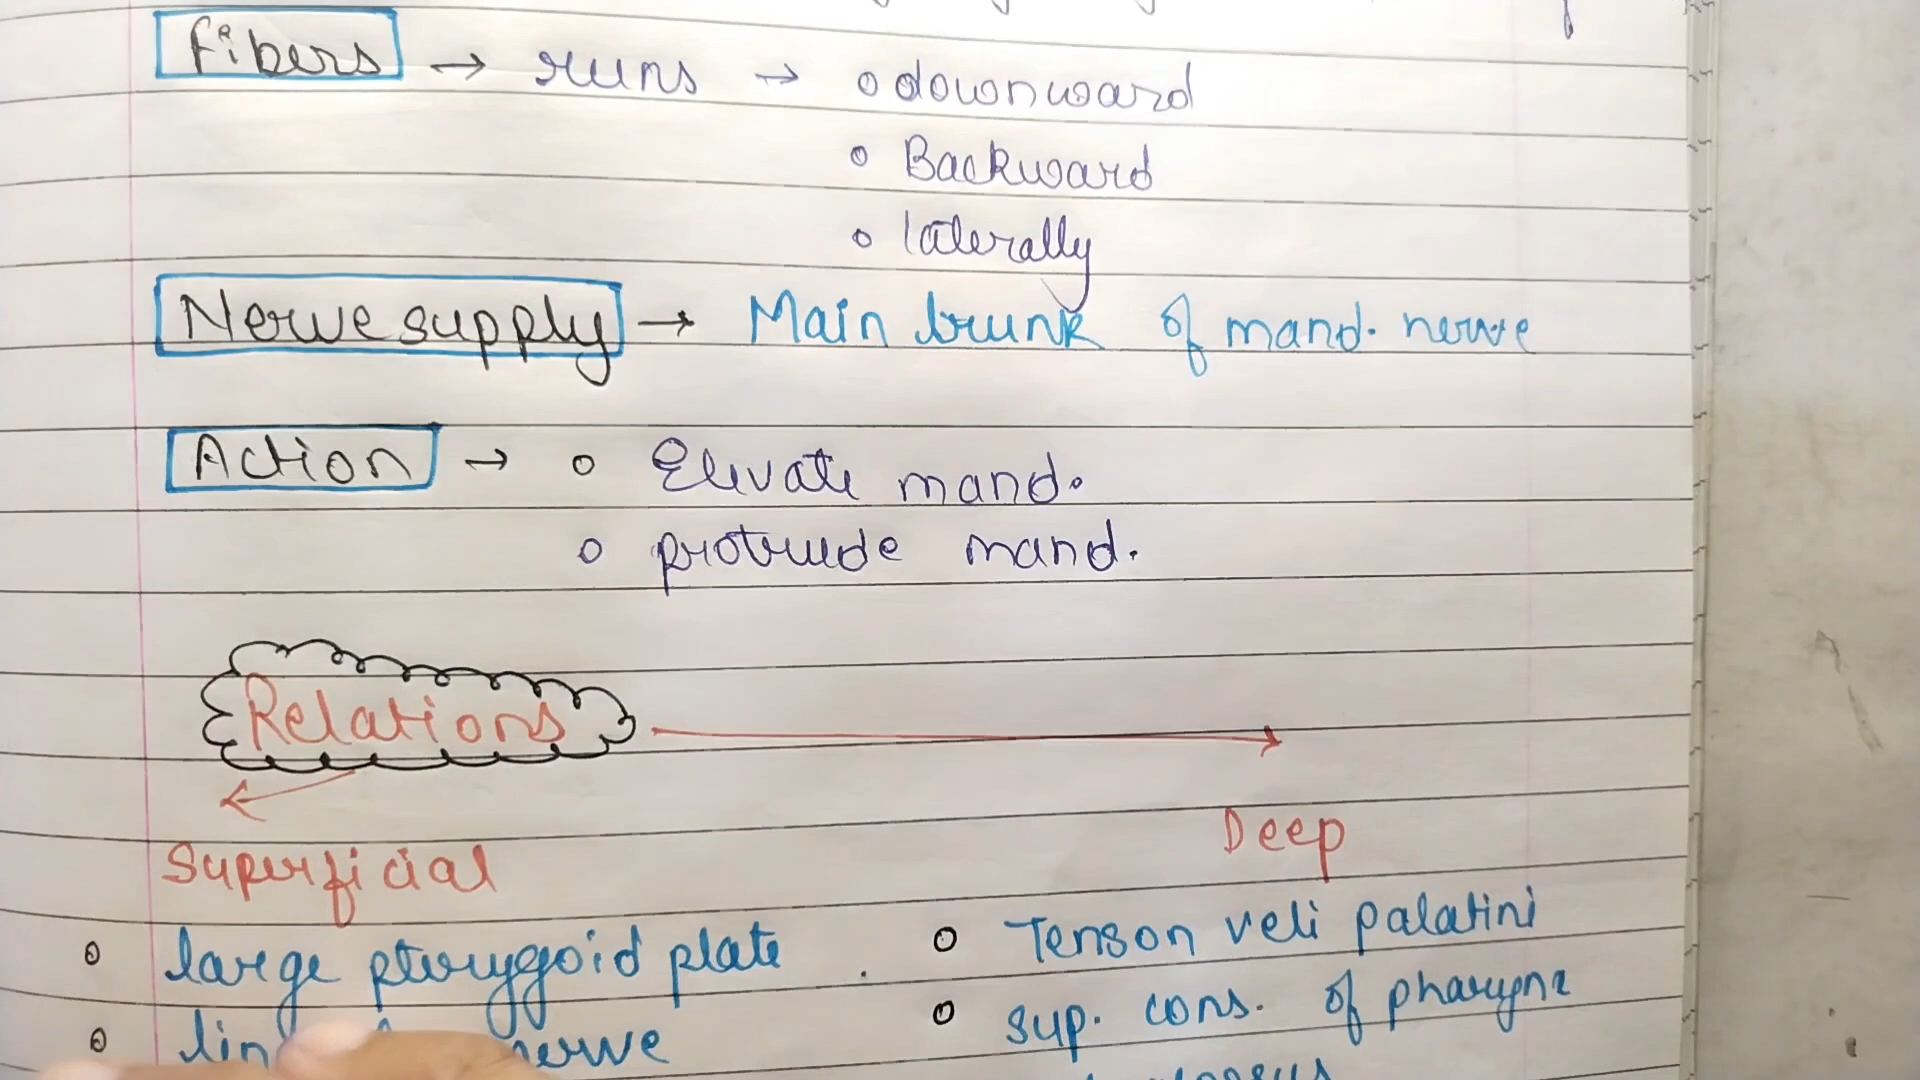 Fibers → runs → o downward
o Backward
o laterally
Nerve supply → Main trunk of mand. nerve
Action → o Elevate mand.
o protrude mand.
Relations
Superficial
Deep
o large pterygoid plate
o Tenson veli palatini
o nerve
o sup. cons. of pharynx